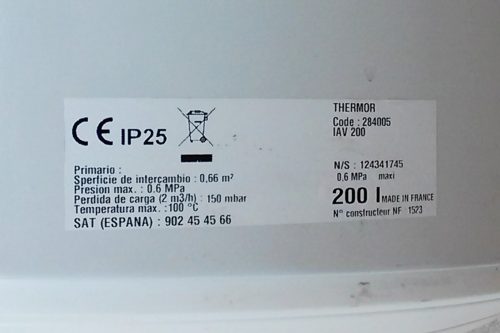 CE IP25
Primario :
Sperficie de intercambio : 0,66 m²
Presion max. : 0.6 MPa
Perdida de carga (2 m3/h) : 150 mbar
Temperatura max. : 100 °C
SAT (ESPANA) : 902 45 45 66
THERMOR
Code : 284005
IAV 200
N/S : 124341745
0,6 MPa maxi
200 l MADE IN FRANCE
N° constructeur NF 1523